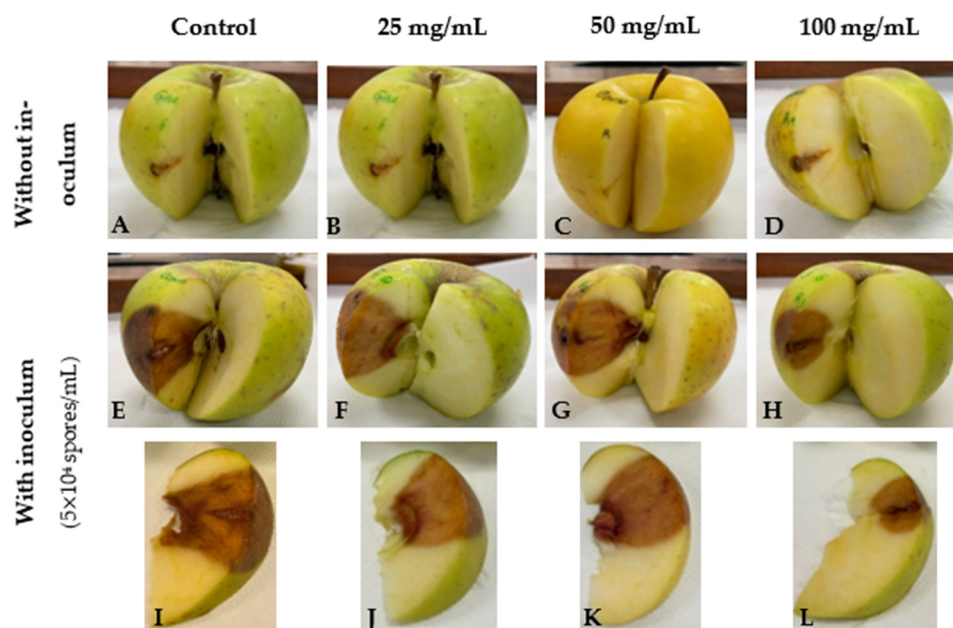 Control 25 mg/mL 50 mg/mL 100 mg/mL
Without in-
oculum
A B C D
With inoculum
(5×10⁴ spores/mL)
E F G H
I J K L